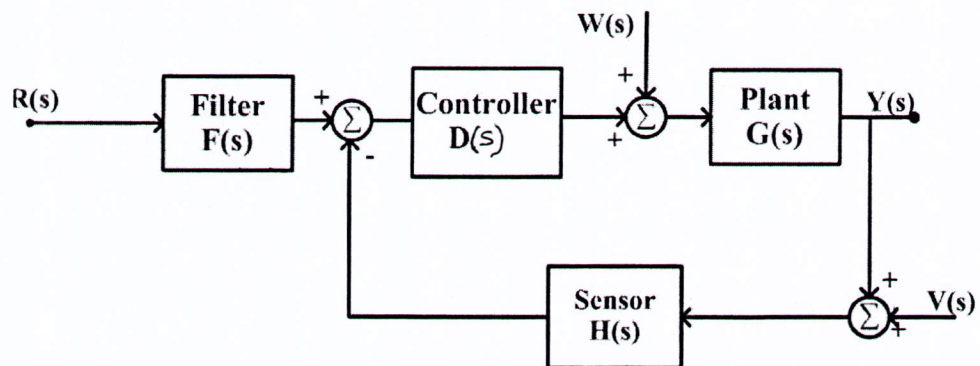 W(s)
+
R(s)
Filter
F(s)
+
Σ
-
Controller
D(s)
+
Σ
Plant
G(s)
Y(s)
Sensor
H(s)
+
Σ
+
V(s)